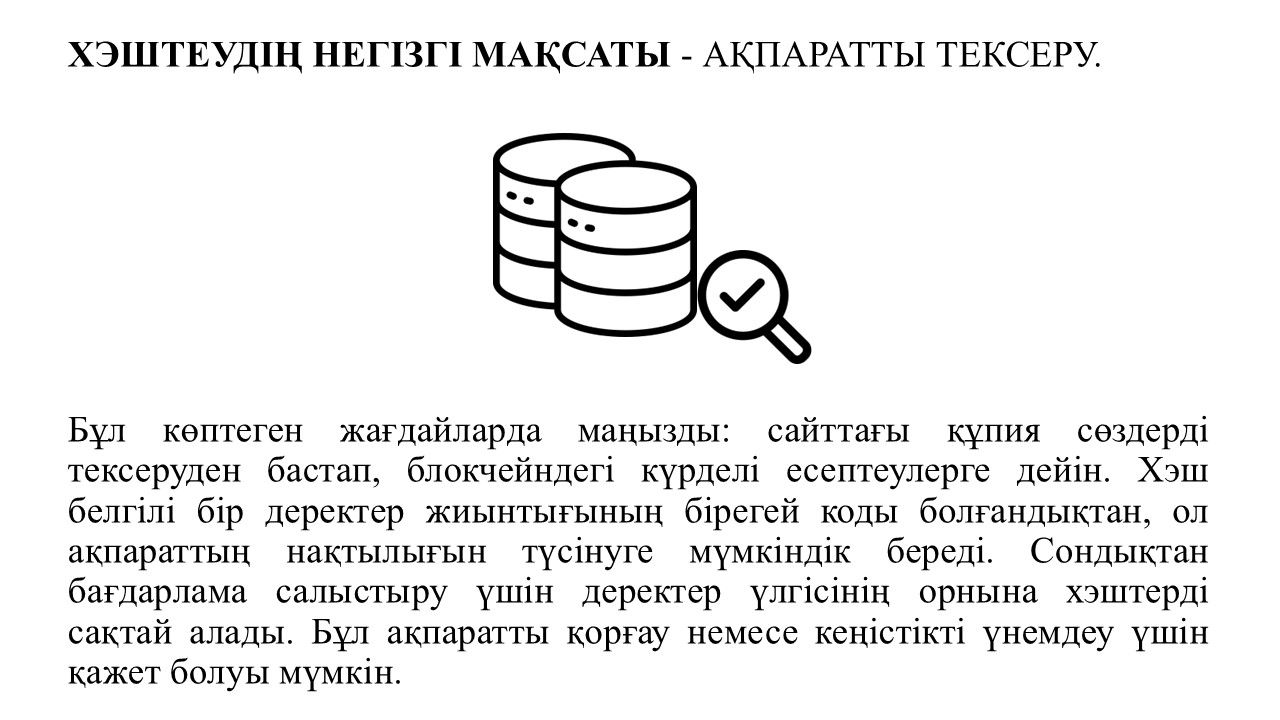 ХЭШТЕУДІҢ НЕГІЗГІ МАҚСАТЫ - АҚПАРАТТЫ ТЕКСЕРУ.
Бұл көптеген жағдайларда маңызды: сайттағы құпия сөздерді
тексеруден бастап, блокчейндегі күрделі есептеулерге дейін. Хэш
белгілі бір деректер жиынтығының бірегей коды болғандықтан, ол
ақпараттың нақтылығын түсінуге мүмкіндік береді. Сондықтан
бағдарлама салыстыру үшін деректер үлгісінің орнына хэштерді
сақтай алады. Бұл ақпаратты қорғау немесе кеңістікті үнемдеу үшін
қажет болуы мүмкін.